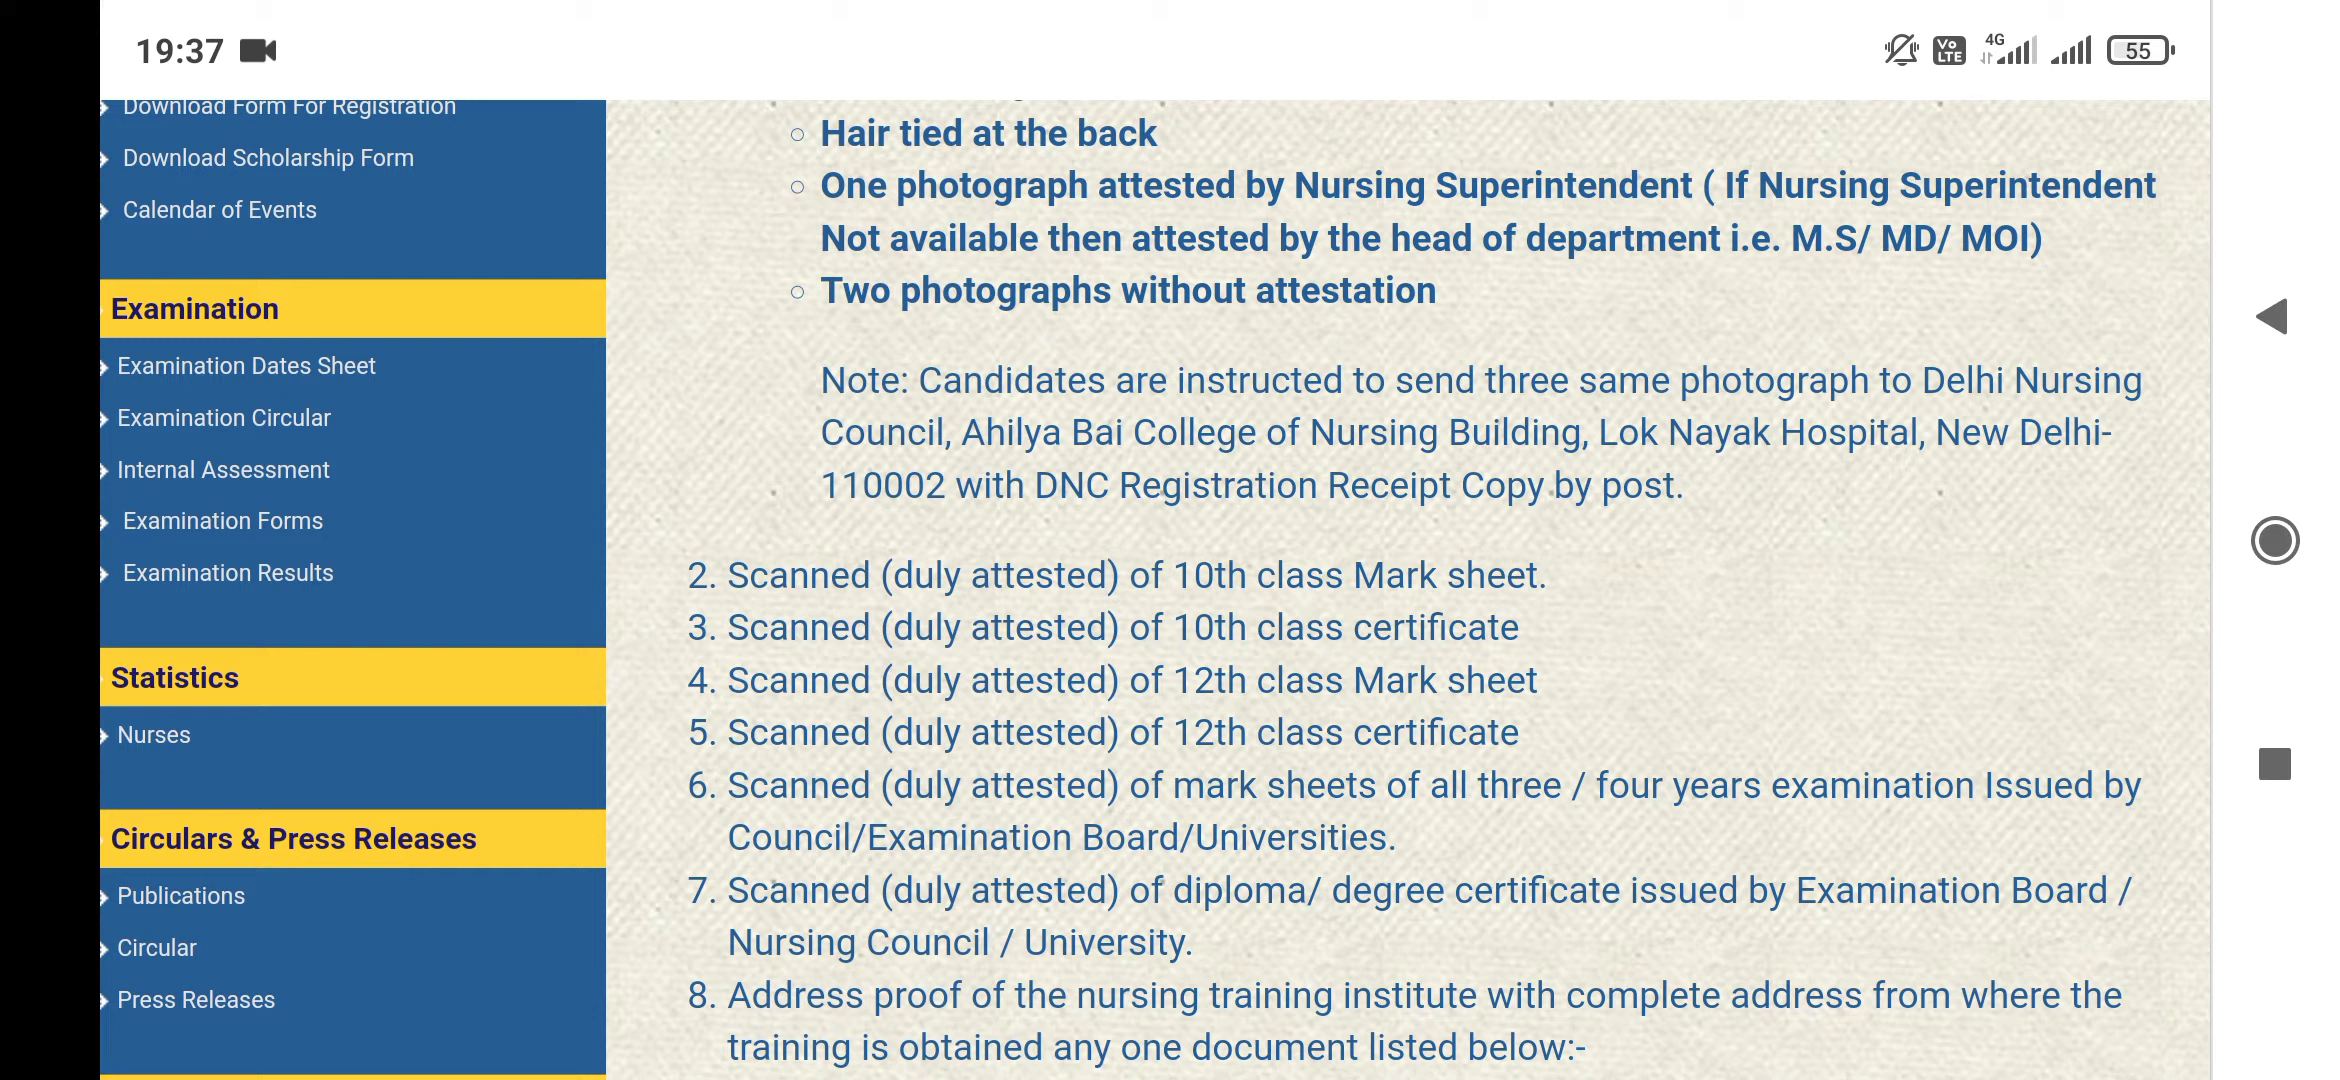 19:37
Vo LTE 4G 55
Download Form For Registration
Download Scholarship Form
Calendar of Events
Examination
Examination Dates Sheet
Examination Circular
Internal Assessment
Examination Forms
Examination Results
Statistics
Nurses
Circulars & Press Releases
Publications
Circular
Press Releases
Hair tied at the back
One photograph attested by Nursing Superintendent ( If Nursing Superintendent
Not available then attested by the head of department i.e. M.S/ MD/ MOI)
Two photographs without attestation
Note: Candidates are instructed to send three same photograph to Delhi Nursing
Council, Ahilya Bai College of Nursing Building, Lok Nayak Hospital, New Delhi-
110002 with DNC Registration Receipt Copy by post.
2. Scanned (duly attested) of 10th class Mark sheet.
3. Scanned (duly attested) of 10th class certificate
4. Scanned (duly attested) of 12th class Mark sheet
5. Scanned (duly attested) of 12th class certificate
6. Scanned (duly attested) of mark sheets of all three / four years examination Issued by
Council/Examination Board/Universities.
7. Scanned (duly attested) of diploma/ degree certificate issued by Examination Board /
Nursing Council / University.
8. Address proof of the nursing training institute with complete address from where the
training is obtained any one document listed below:-